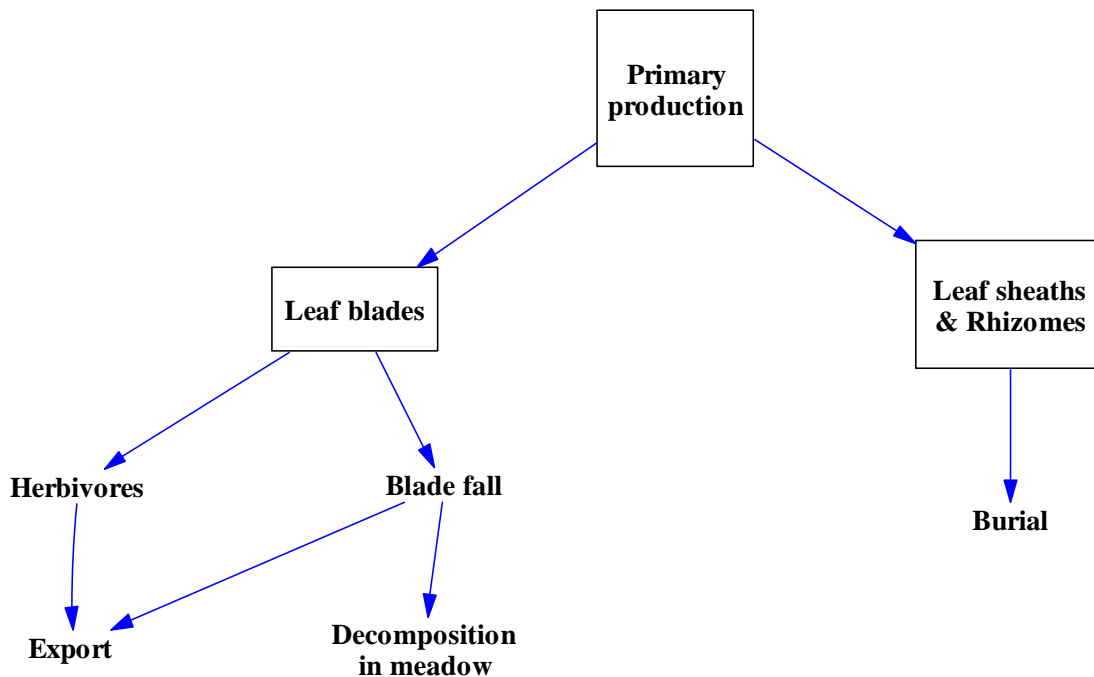 Primary
production
Leaf blades
Leaf sheaths
& Rhizomes
Herbivores
Blade fall
Burial
Export
Decomposition
in meadow